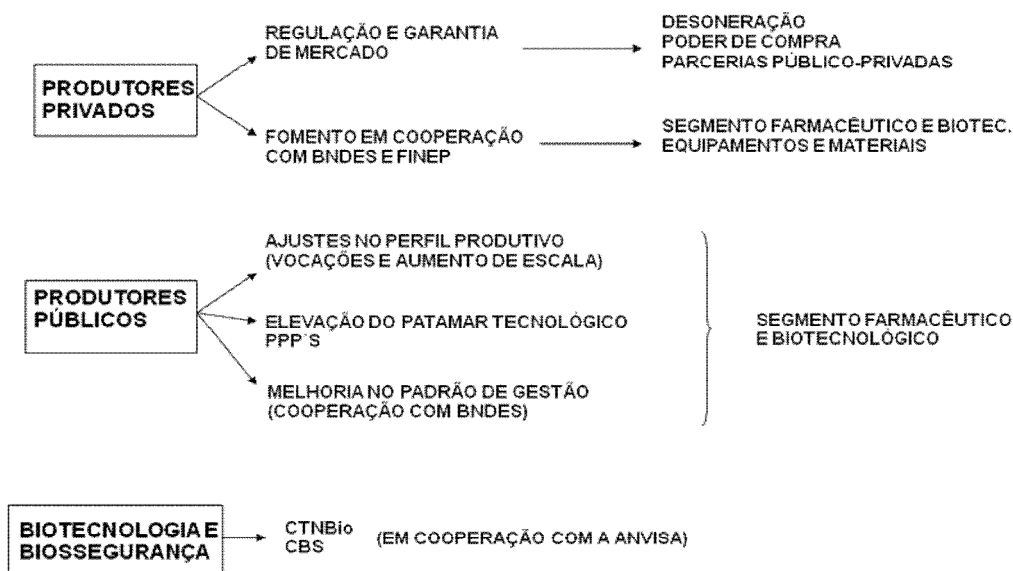 PRODUTORES
PRIVADOS
REGULAÇÃO E GARANTIA
DE MERCADO
DESONERAÇÃO
PODER DE COMPRA
PARCERIAS PÚBLICO-PRIVADAS
FOMENTO EM COOPERAÇÃO
COM BNDES E FINEP
SEGMENTO FARMACÊUTICO E BIOTEC.
EQUIPAMENTOS E MATERIAIS
PRODUTORES
PÚBLICOS
AJUSTES NO PERFIL PRODUTIVO
(VOCAÇÕES E AUMENTO DE ESCALA)
ELEVAÇÃO DO PATAMAR TECNOLÓGICO
PPP´S
MELHORIA NO PADRÃO DE GESTÃO
(COOPERAÇÃO COM BNDES)
SEGMENTO FARMACÊUTICO
E BIOTECNOLÓGICO
BIOTECNOLOGIA E
BIOSSEGURANÇA
CTNBio
CBS
(EM COOPERAÇÃO COM A ANVISA)